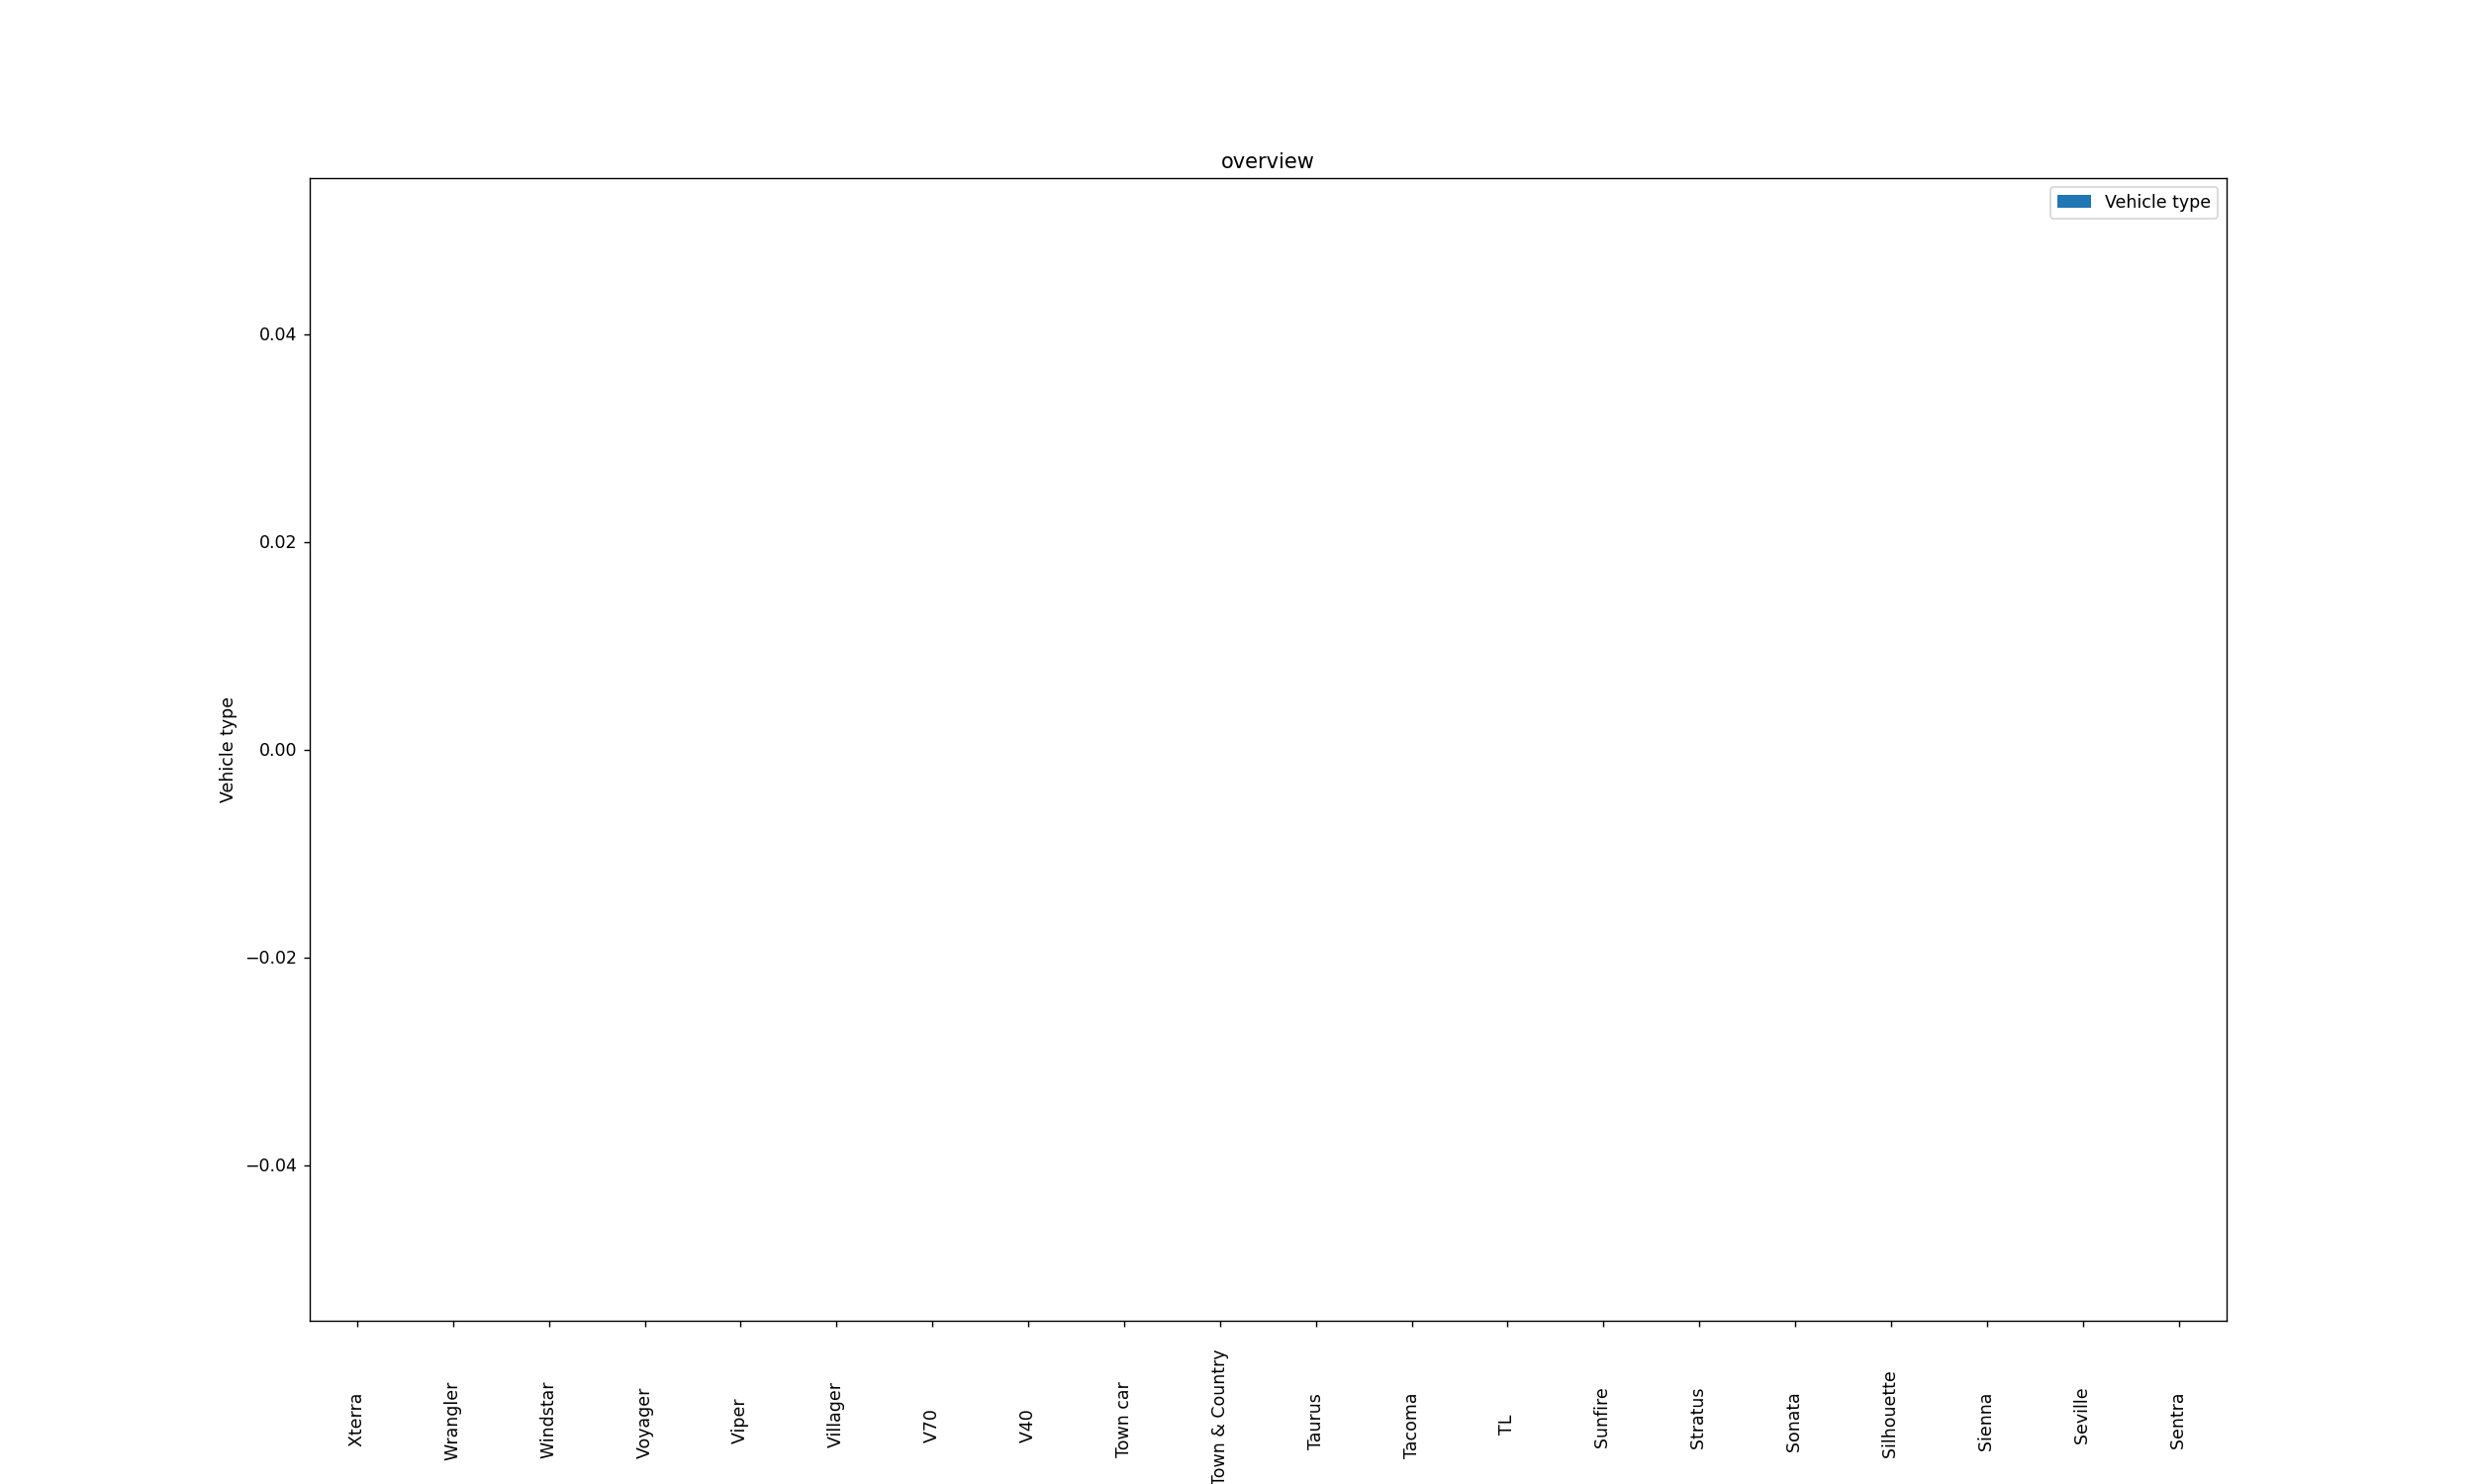 overview
Vehicle type
0.04
0.02
0.00
−0.02
−0.04
Vehicle type
Xterra
Wrangler
Windstar
Voyager
Viper
Villager
V70
V40
Town car
Town & Country
Taurus
Tacoma
TL
Sunfire
Stratus
Sonata
Silhouette
Sienna
Seville
Sentra